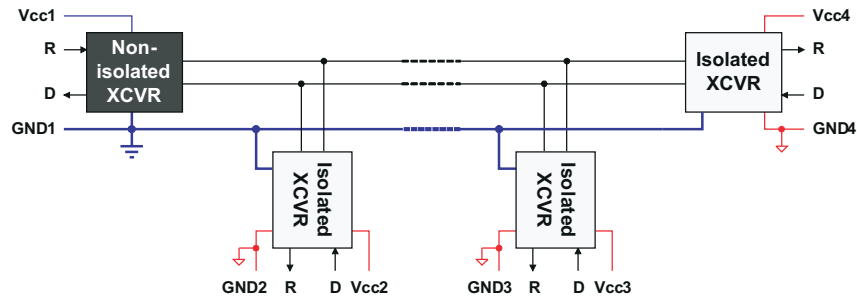 Vcc1
R
D
GND1
Non-
isolated
XCVR
Isolated
XCVR
Vcc4
R
D
GND4
Isolated
XCVR
Isolated
XCVR
GND2 R D Vcc2
GND3 R D Vcc3